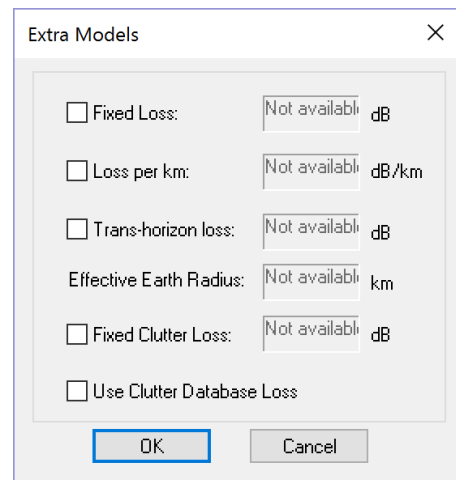 Extra Models
Fixed Loss: Not availabl dB
Loss per km: Not availabl dB/km
Trans-horizon loss: Not availabl dB
Effective Earth Radius: Not availabl km
Fixed Clutter Loss: Not availabl dB
Use Clutter Database Loss
OK Cancel